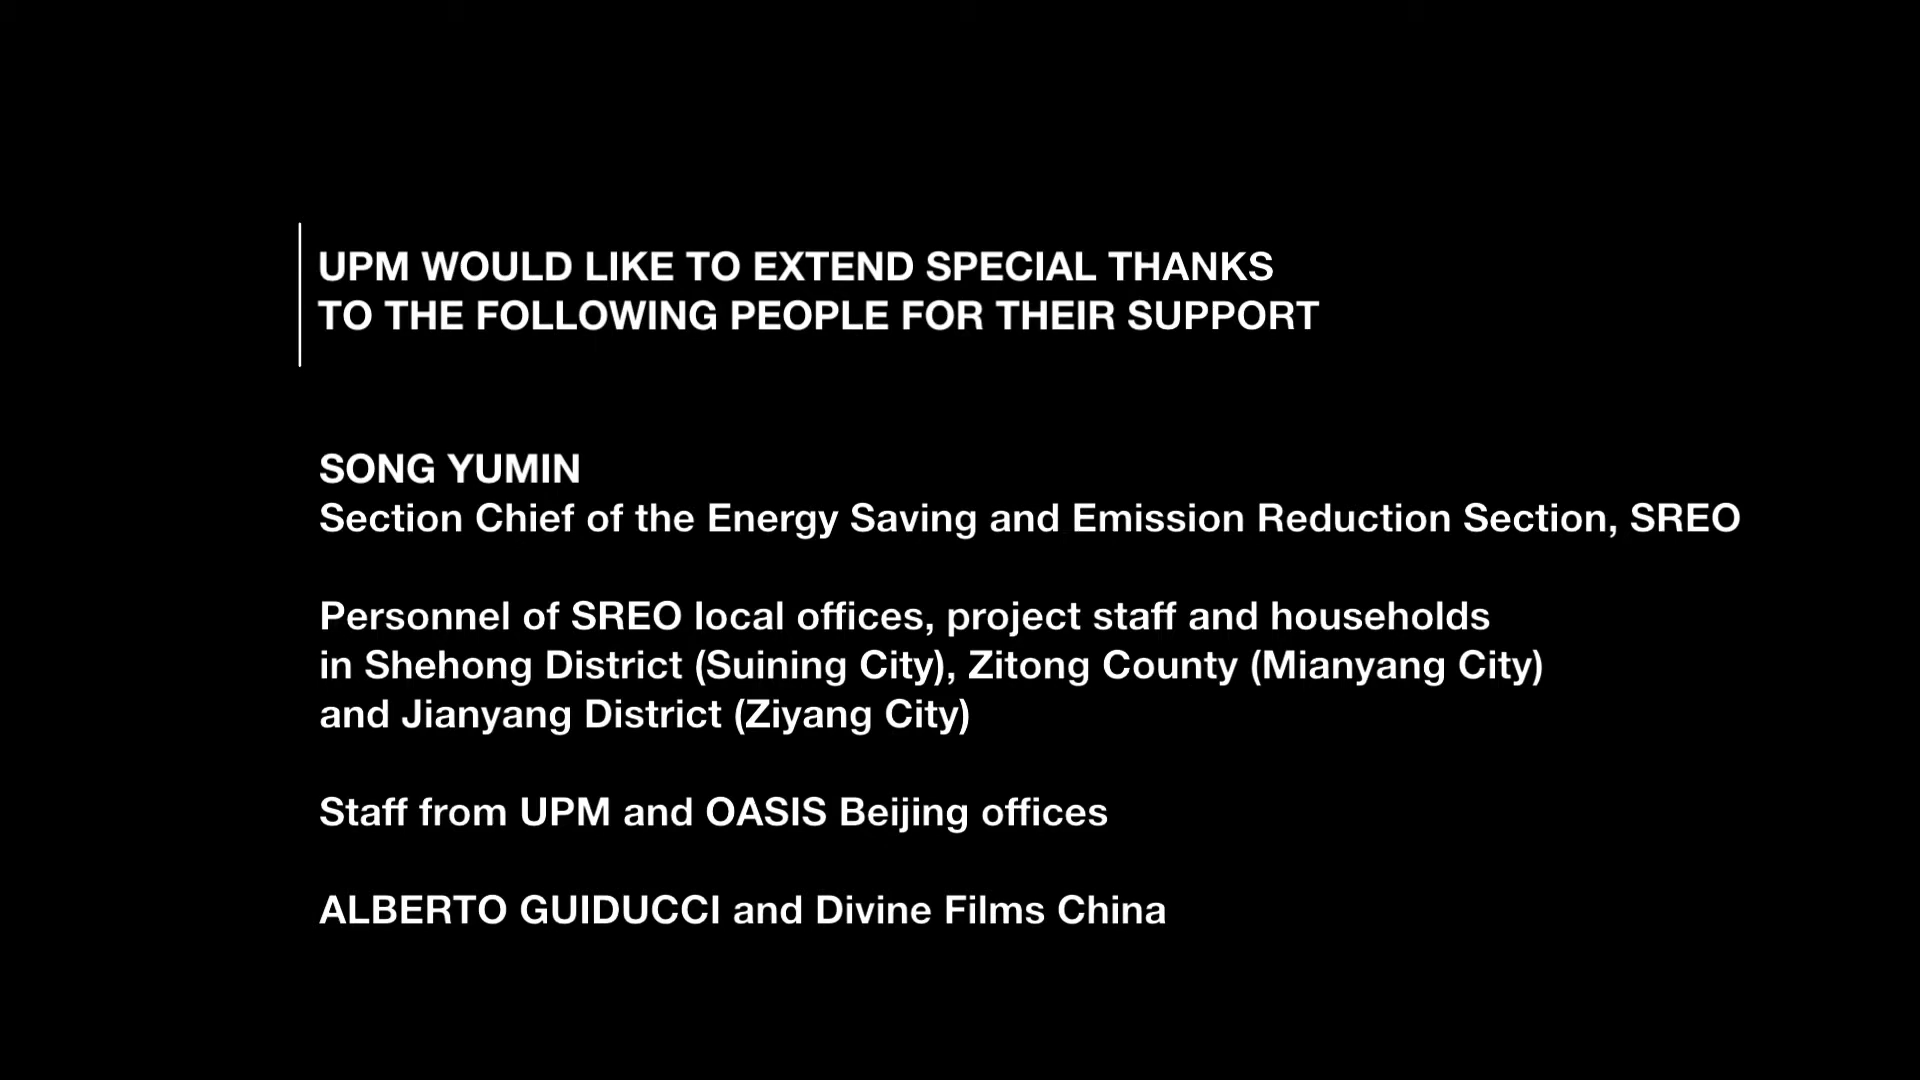 UPM WOULD LIKE TO EXTEND SPECIAL THANKS
TO THE FOLLOWING PEOPLE FOR THEIR SUPPORT
SONG YUMIN
Section Chief of the Energy Saving and Emission Reduction Section, SREO
Personnel of SREO local offices, project staff and households
in Shehong District (Suining City), Zitong County (Mianyang City)
and Jianyang District (Ziyang City)
Staff from UPM and OASIS Beijing offices
ALBERTO GUIDUCCI and Divine Films China